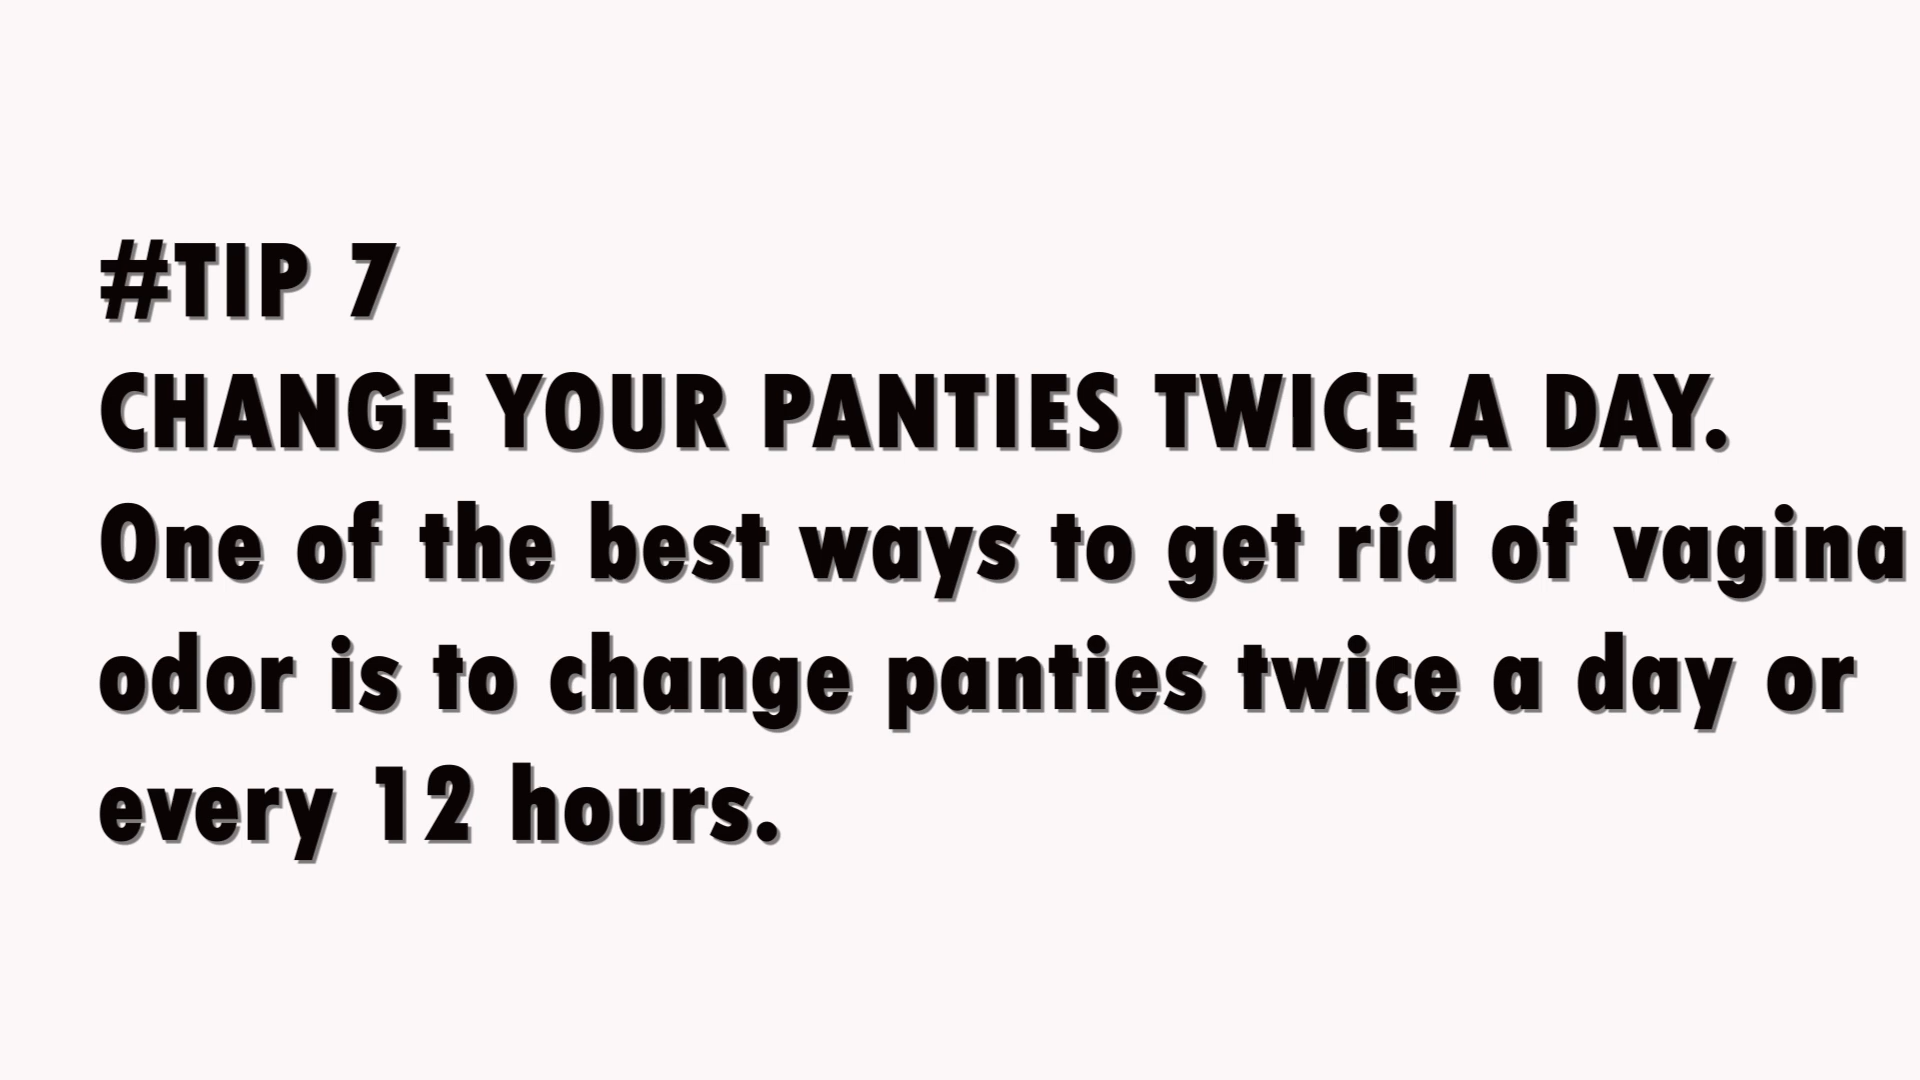 #TIP 7
CHANGE YOUR PANTIES TWICE A DAY.
One of the best ways to get rid of vagina
odor is to change panties twice a day or
every 12 hours.